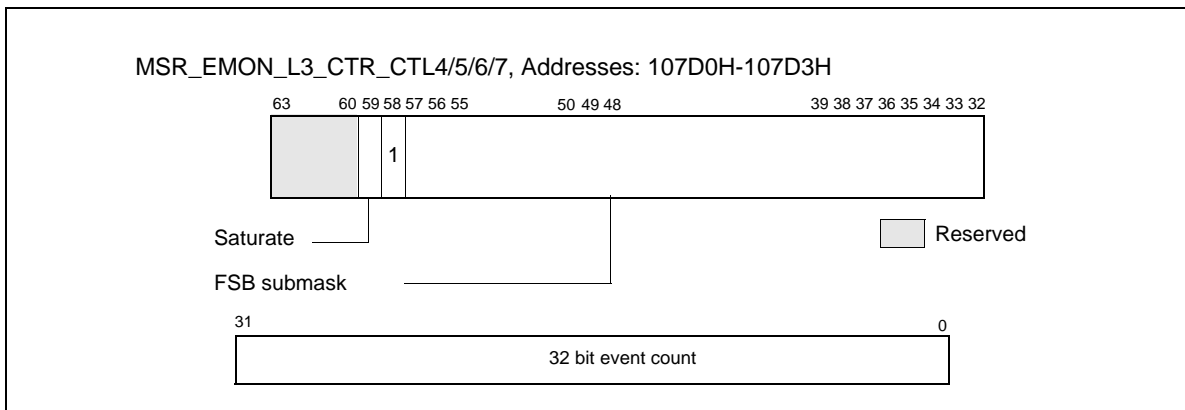 MSR_EMON_L3_CTR_CTL4/5/6/7, Addresses: 107D0H-107D3H
63 60 59 58 57 56 55 50 49 48 39 38 37 36 35 34 33 32
1
Saturate
Reserved
FSB submask
31 0
32 bit event count